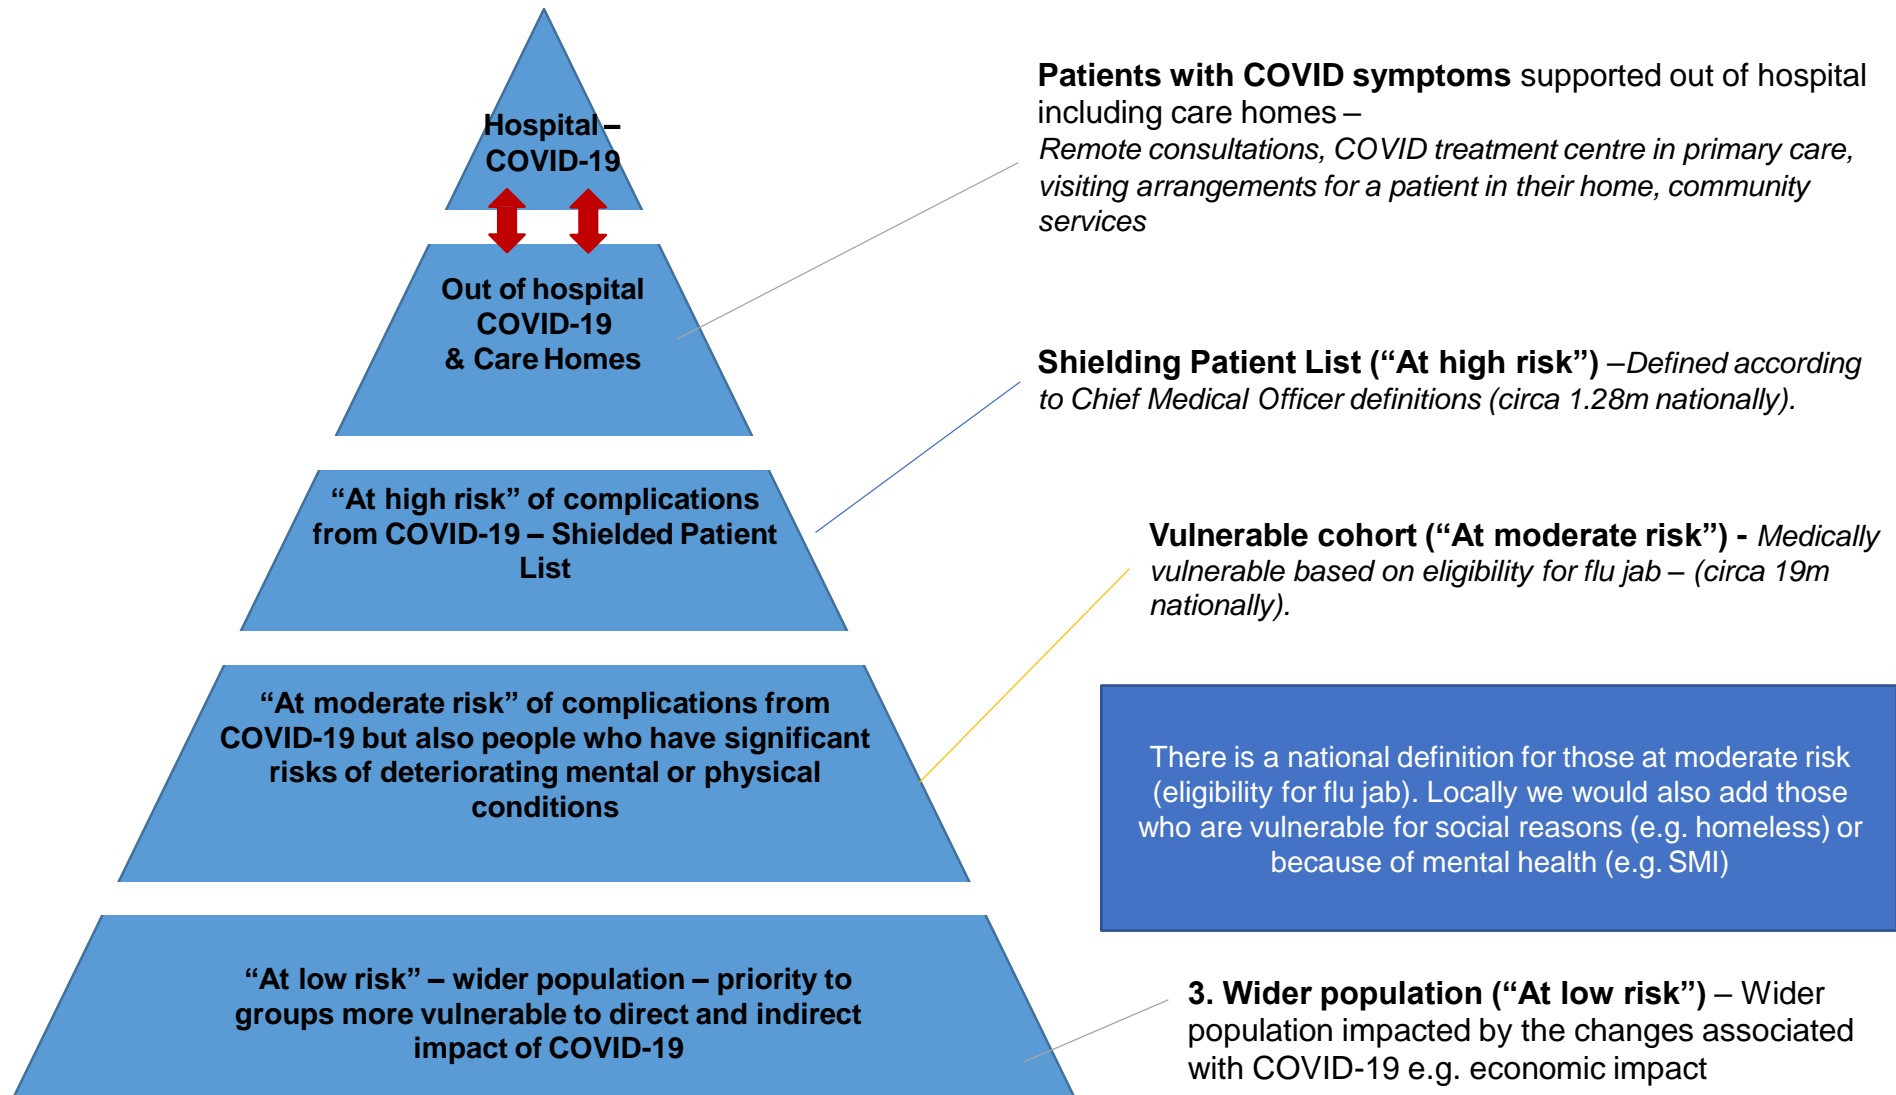 Hospital –
COVID-19
Out of hospital
COVID-19
& Care Homes
“At high risk” of complications
from COVID-19 – Shielded Patient
List
“At moderate risk” of complications from
COVID-19 but also people who have significant
risks of deteriorating mental or physical
conditions
“At low risk” – wider population – priority to
groups more vulnerable to direct and indirect
impact of COVID-19
Patients with COVID symptoms supported out of hospital
including care homes –
Remote consultations, COVID treatment centre in primary care,
visiting arrangements for a patient in their home, community
services
Shielding Patient List (“At high risk”) –Defined according
to Chief Medical Officer definitions (circa 1.28m nationally).
Vulnerable cohort (“At moderate risk”) - Medically
vulnerable based on eligibility for flu jab – (circa 19m
nationally).
There is a national definition for those at moderate risk
(eligibility for flu jab). Locally we would also add those
who are vulnerable for social reasons (e.g. homeless) or
because of mental health (e.g. SMI)
3. Wider population (“At low risk”) – Wider
population impacted by the changes associated
with COVID-19 e.g. economic impact